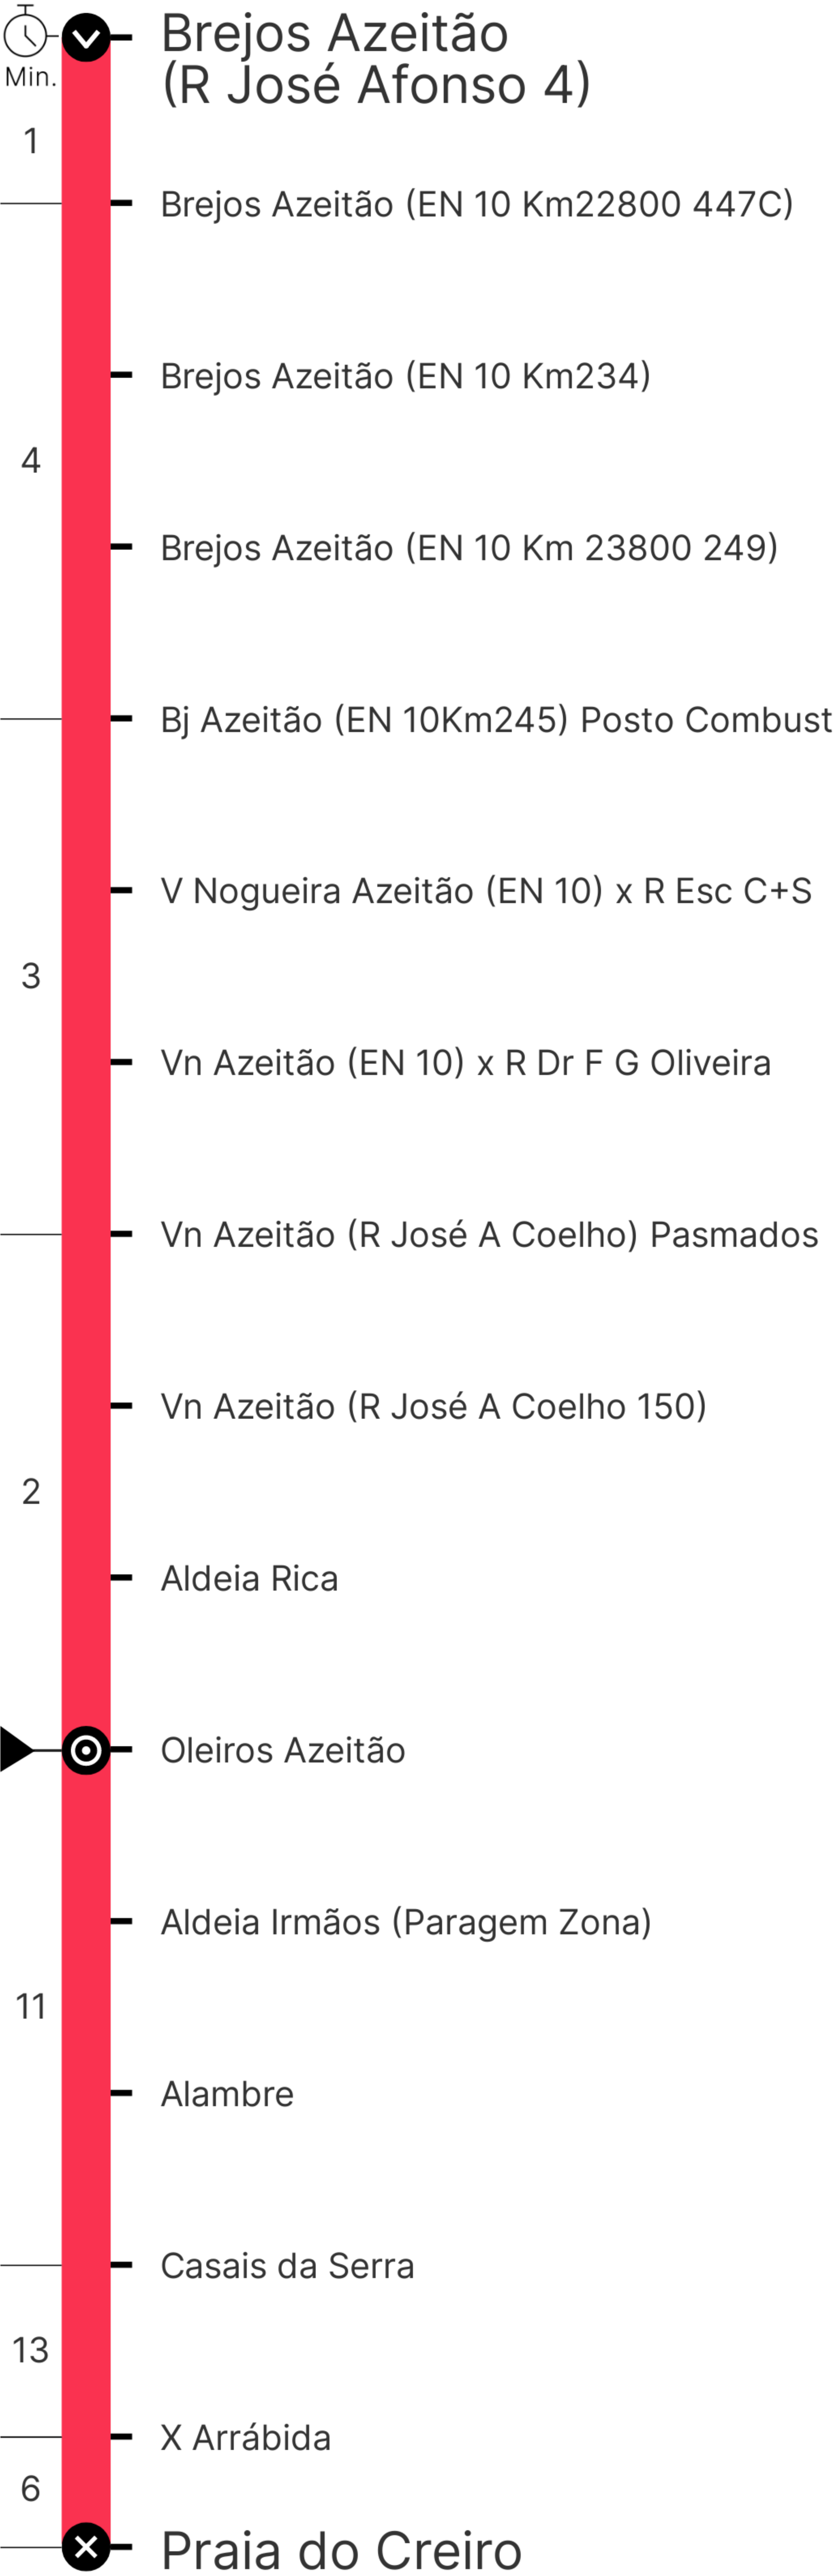 Min.
Brejos Azeitão
(R José Afonso 4)
1
Brejos Azeitão (EN 10 Km22800 447C)
Brejos Azeitão (EN 10 Km234)
4
Brejos Azeitão (EN 10 Km 23800 249)
Bj Azeitão (EN 10Km245) Posto Combust
V Nogueira Azeitão (EN 10) x R Esc C+S
3
Vn Azeitão (EN 10) x R Dr F G Oliveira
Vn Azeitão (R José A Coelho) Pasmados
Vn Azeitão (R José A Coelho 150)
2
Aldeia Rica
Oleiros Azeitão
Aldeia Irmãos (Paragem Zona)
11
Alambre
Casais da Serra
13
X Arrábida
6
Praia do Creiro